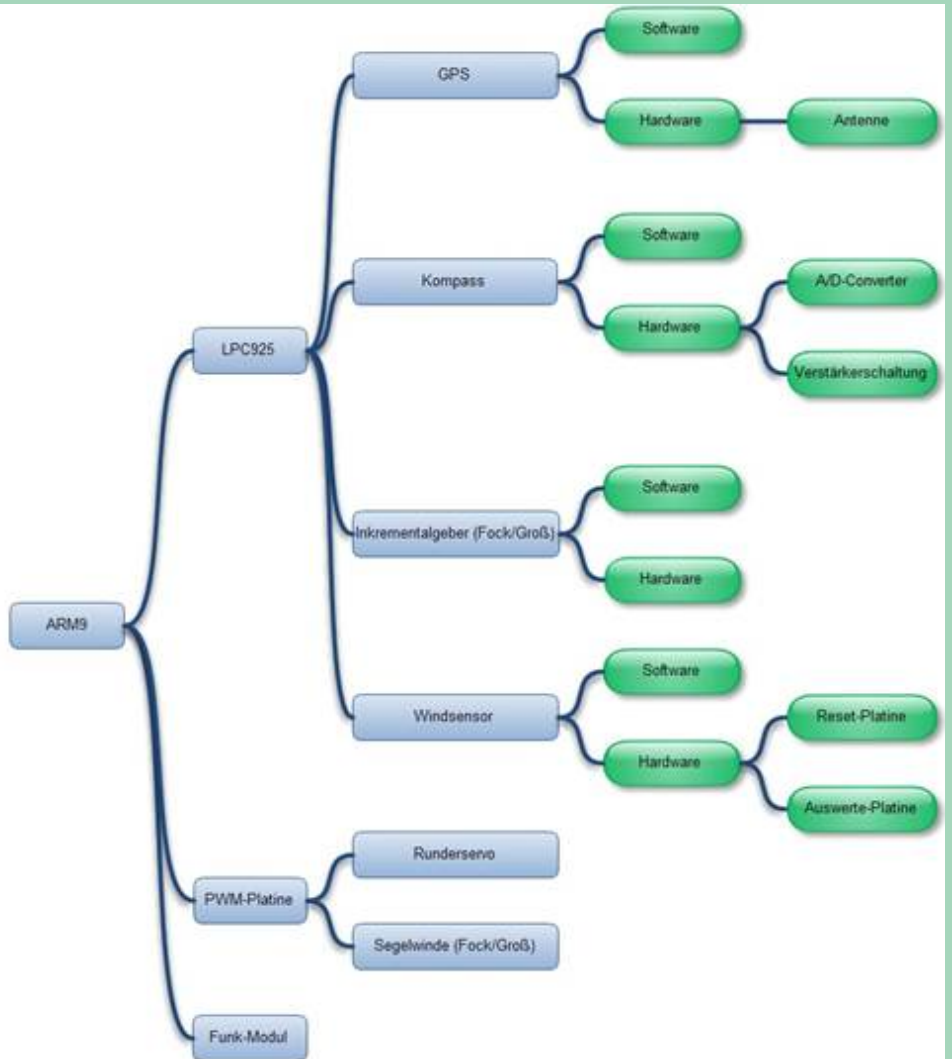 Software
GPS
Hardware
Antenne
Software
Kompass
A/D-Converter
Hardware
LPC925
Verstärkerschaltung
Software
Inkrementalgeber (Fock/Groß)
Hardware
ARM9
Software
Windsensor
Reset-Platine
Hardware
Auswerte-Platine
Runderservo
PWM-Platine
Segelwinde (Fock/Groß)
Funk-Modul